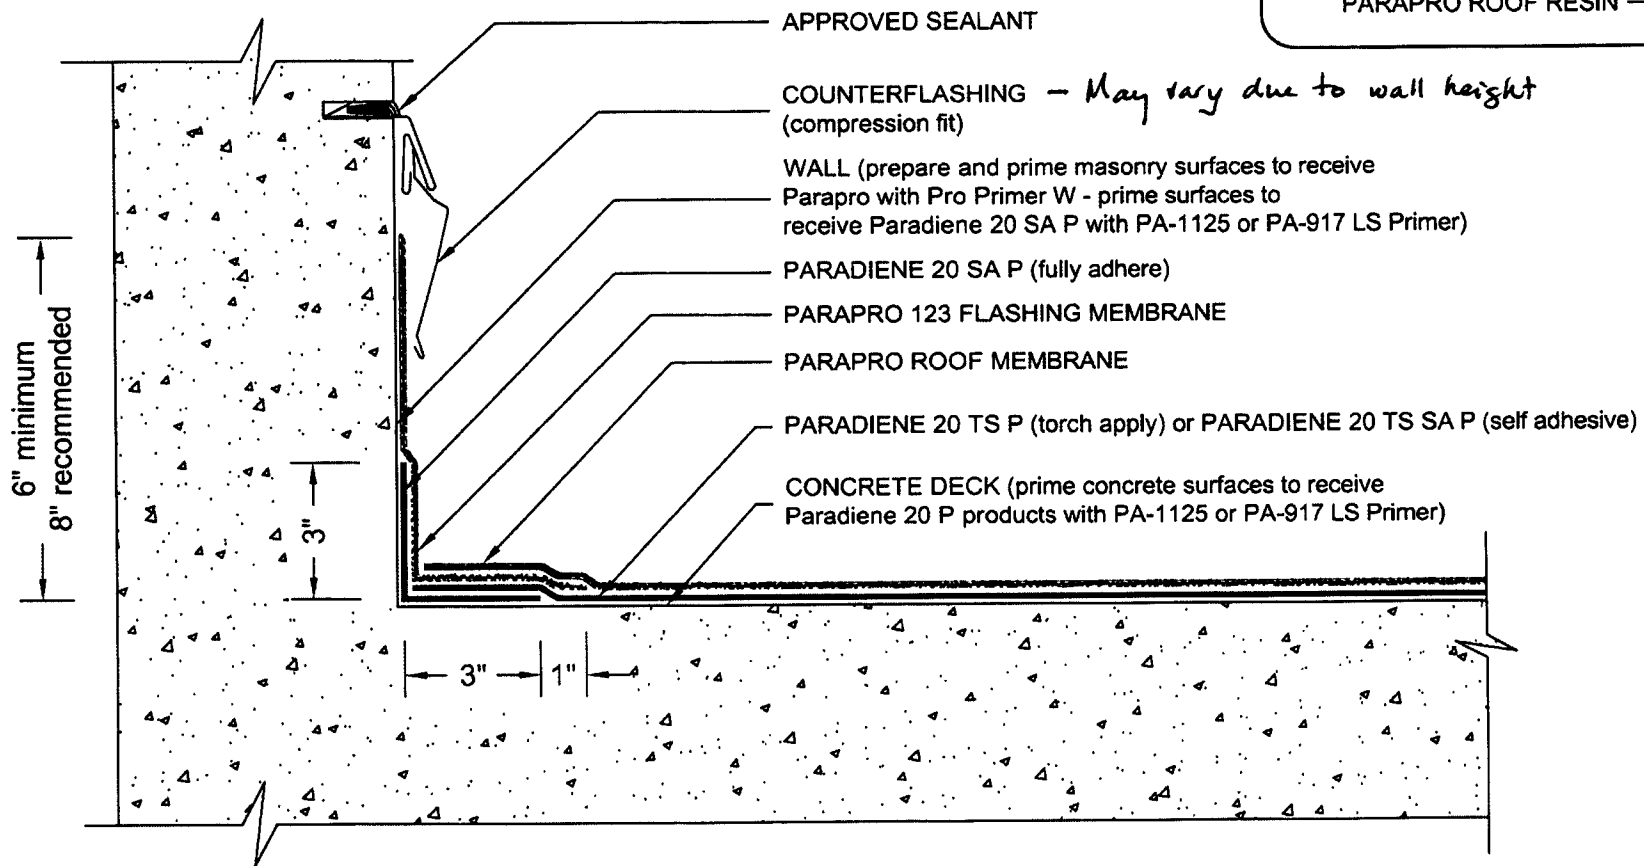 PARAPRO ROOF RESIN
APPROVED SEALANT
COUNTERFLASHING - May vary due to wall height
(compression fit)
WALL (prepare and prime masonry surfaces to receive
Parapro with Pro Primer W - prime surfaces to
receive Paradiene 20 SA P with PA-1125 or PA-917 LS Primer)
PARADIENE 20 SA P (fully adhere)
PARAPRO 123 FLASHING MEMBRANE
PARAPRO ROOF MEMBRANE
PARADIENE 20 TS P (torch apply) or PARADIENE 20 TS SA P (self adhesive)
CONCRETE DECK (prime concrete surfaces to receive
Paradiene 20 P products with PA-1125 or PA-917 LS Primer)
6" minimum
8" recommended
3"
3"
1"